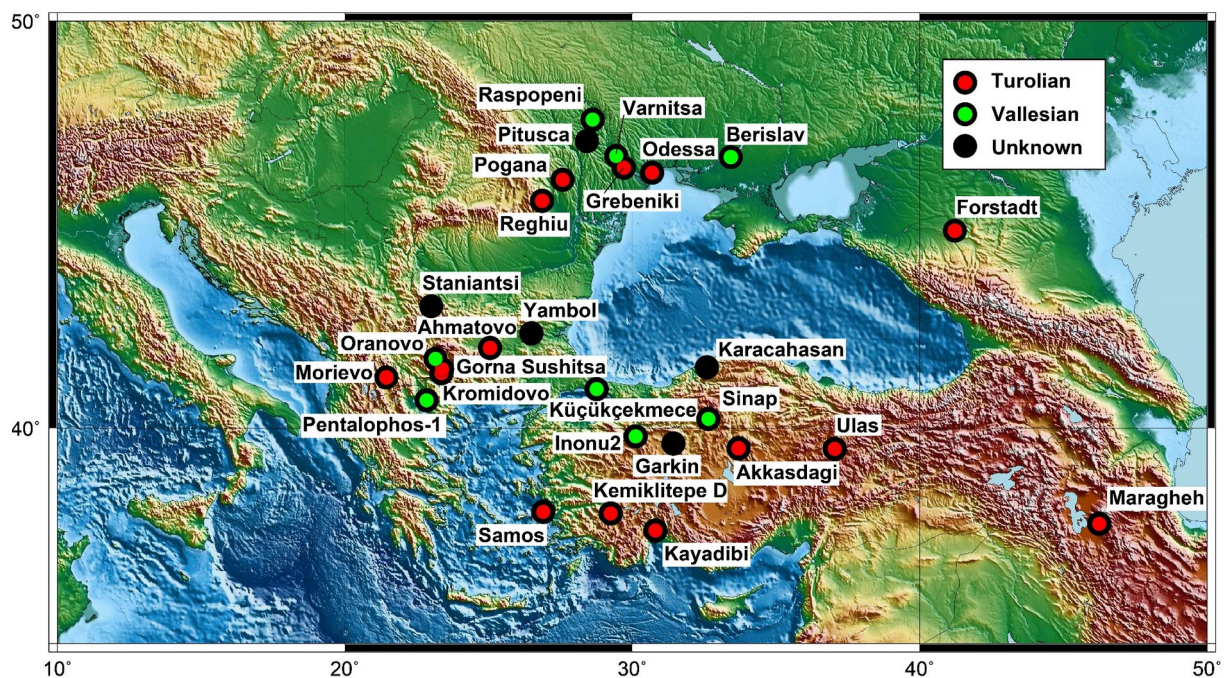 50°
Turolian
Vallesian
Unknown
Raspopeni
Varnitsa
Pitusca
Odessa
Berislav
Pogana
Grebeniki
Reghiu
Forstadt
Staniantsi
Yambol
Ahmatovo
Oranovo
Karacahasan
Gorna Sushitsa
Morievo
Kromidovo
Küçükçekmece
Sinap
Pentalophos-1
40°
Inonu2
Ulas
Garkin
Akkasdagi
Kemiklitepe D
Maragheh
Samos
Kayadibi
10°
20°
30°
40°
50°